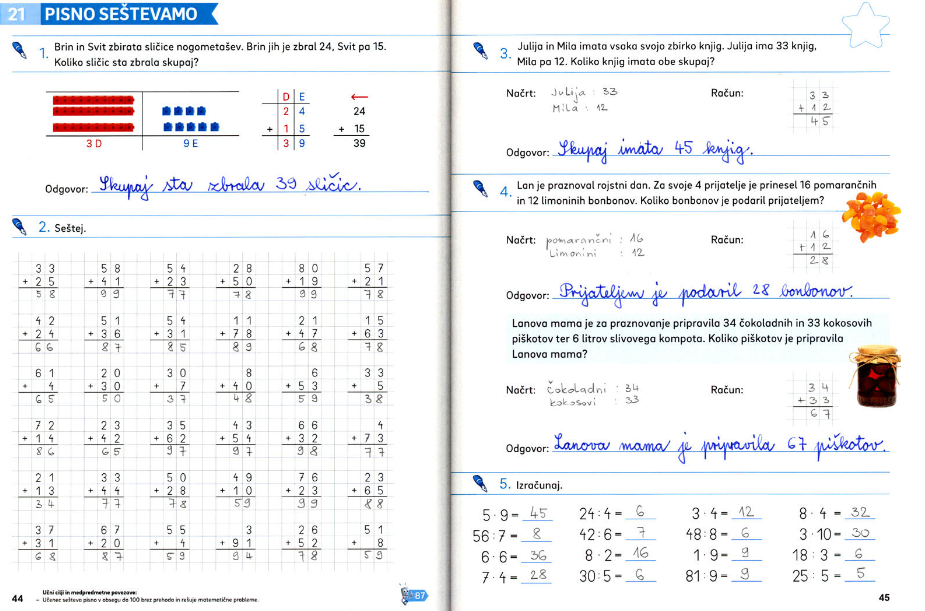 21 PISNO SEŠTEVAMO
1. Brin in Svit zbirata sličice nogometašev. Brin jih je zbral 24, Svit pa 15.
Koliko sličic sta zbrala skupaj?
D E ←
2 4 24
+ 1 5 + 15
3 D 9 E 3 9 39
Odgovor: Skupaj sta zbrala 39 sličic.
2. Seštej.
33 58 54 28 80 57
+ 25 + 41 + 23 + 50 + 19 + 21
58 99 77 78 99 78
42 51 54 11 21 15
+ 24 + 36 + 31 + 78 + 47 + 63
66 87 85 89 68 78
61 20 30 8 6 33
+ 4 + 30 + 7 + 40 + 53 + 5
65 50 37 48 59 38
72 23 35 43 66 4
+ 14 + 42 + 62 + 54 + 32 + 73
86 65 97 97 98 77
21 33 50 49 76 23
+ 13 + 44 + 28 + 10 + 23 + 65
34 77 78 59 99 88
37 67 55 3 26 51
+ 31 + 20 + 4 + 91 + 52 + 8
68 87 59 94 78 59
44
Učni cilji in medpredmetne povezave:
– Učenec sešteva pisno v obsegu do 100 brez prehoda in rešuje matematične probleme.
87
3. Julija in Mila imata vsaka svojo zbirko knjig. Julija ima 33 knjig,
Mila pa 12. Koliko knjig imata obe skupaj?
Načrt: Julija : 33 Račun: 33
Mila : 12 + 12
45
Odgovor: Skupaj imata 45 knjig.
4. Lan je praznoval rojstni dan. Za svoje 4 prijatelje je prinesel 16 pomarančnih
in 12 limoninih bonbonov. Koliko bonbonov je podaril prijateljem?
Načrt: pomarančni : 16 Račun: 16
Limonini : 12 + 12
28
Odgovor: Prijateljem je podaril 28 bonbonov.
Lanova mama je za praznovanje pripravila 34 čokoladnih in 33 kokosovih
piškotov ter 6 litrov slivovega kompota. Koliko piškotov je pripravila
Lanova mama?
Načrt: čokoladni : 34 Račun: 34
kokosovi : 33 + 33
67
Odgovor: Lanova mama je pripravila 67 piškotov.
5. Izračunaj.
5 · 9 = 45 24 : 4 = 6 3 · 4 = 12 8 · 4 = 32
56 : 7 = 8 42 : 6 = 7 48 : 8 = 6 3 · 10 = 30
6 · 6 = 36 8 · 2 = 16 1 · 9 = 9 18 : 3 = 6
7 · 4 = 28 30 : 5 = 6 81 : 9 = 9 25 : 5 = 5
45